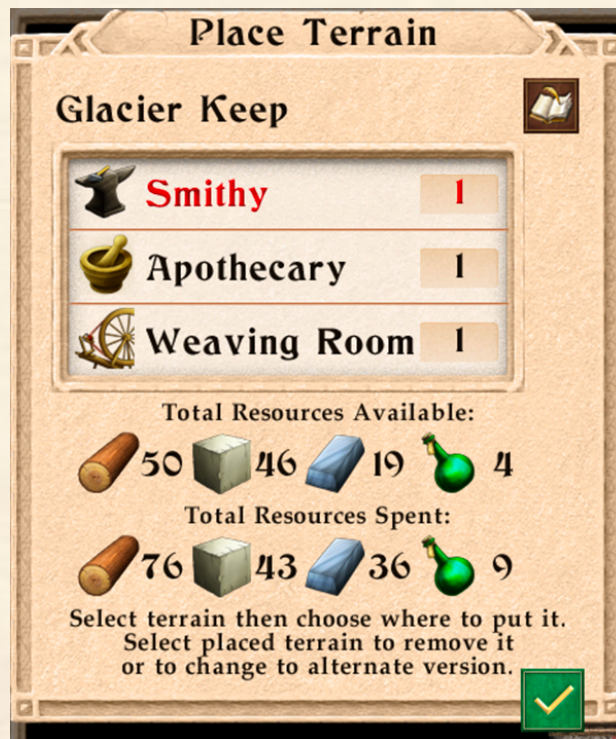 Place Terrain
Glacier Keep
Smithy 1
Apothecary 1
Weaving Room 1
Total Resources Available:
50 46 19 4
Total Resources Spent:
76 43 36 9
Select terrain then choose where to put it.
Select placed terrain to remove it
or to change to alternate version.